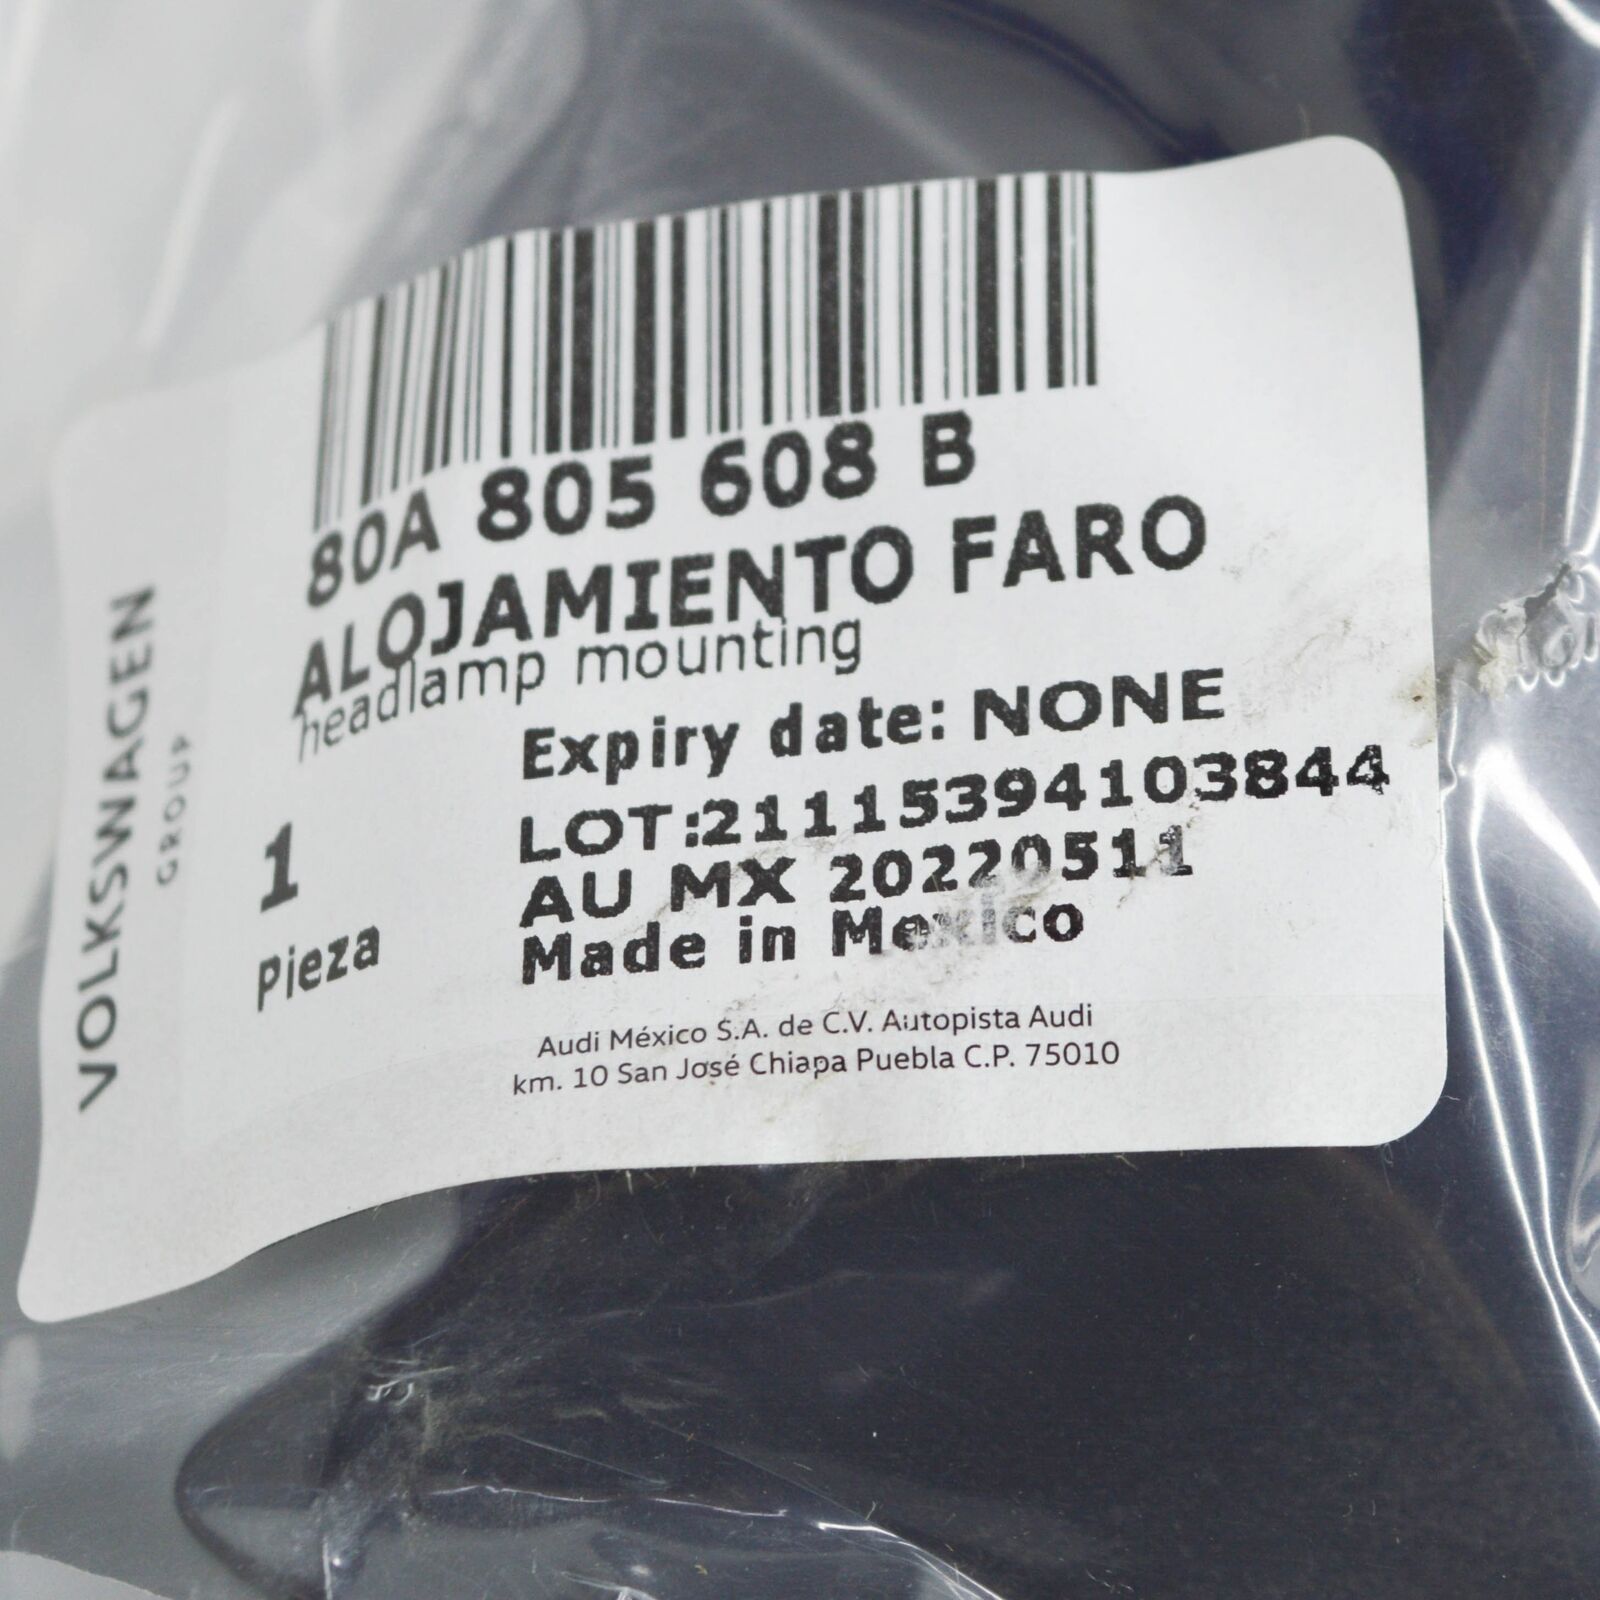 80A 805 608 B
ALOJAMIENTO FARO
headlamp mounting
Expiry date: NONE
LOT:211115394103844
AU MX 20220511
Made in Mexico
1
Pieza
Audi México S.A. de C.V. Autopista Audi
km. 10 San José Chiapa Puebla C.P. 75010
VOLKSWAGEN
GROUP